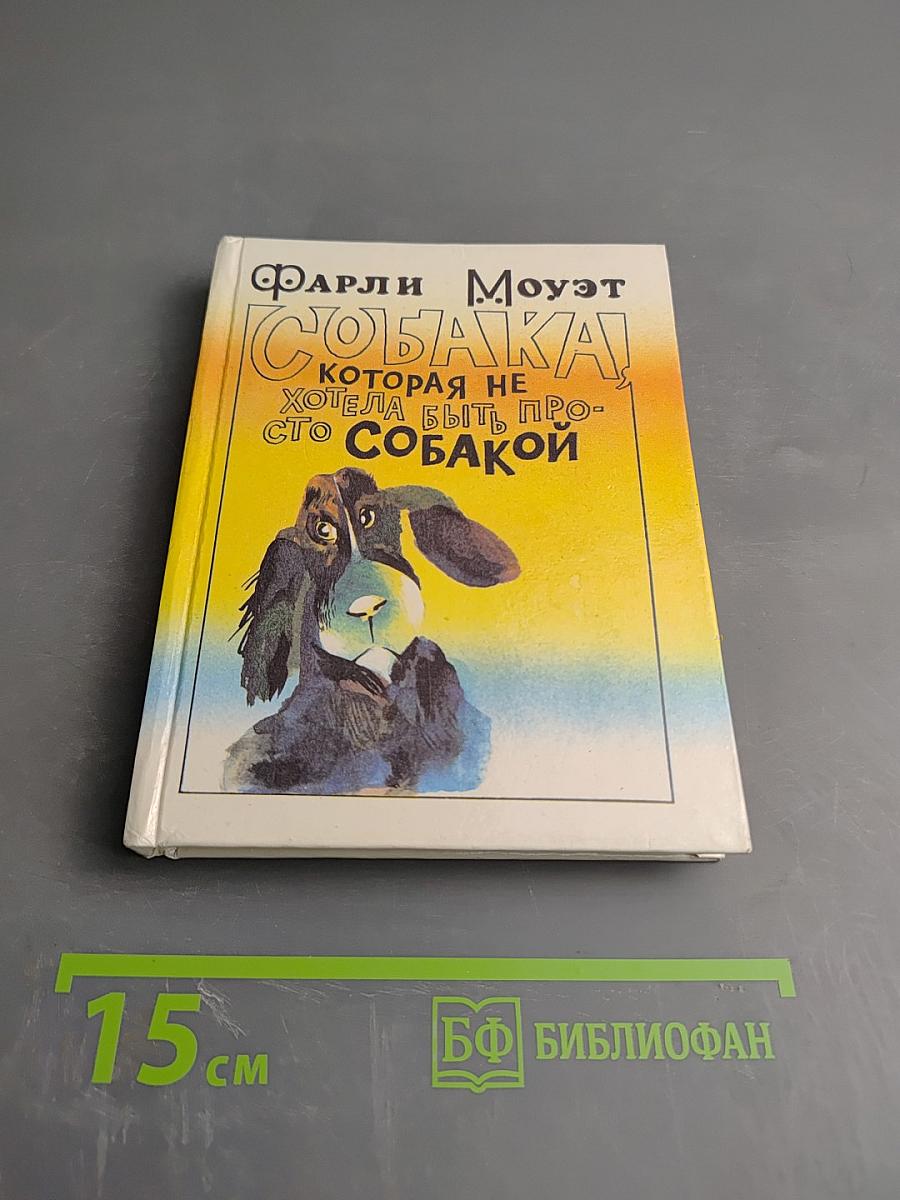 Фарли Моуэт
СОБАКА,
КОТОРАЯ НЕ
ХОТЕЛА БЫТЬ ПРО-
СТО СОБАКОЙ
15 см
БФ БИБЛИОФАН